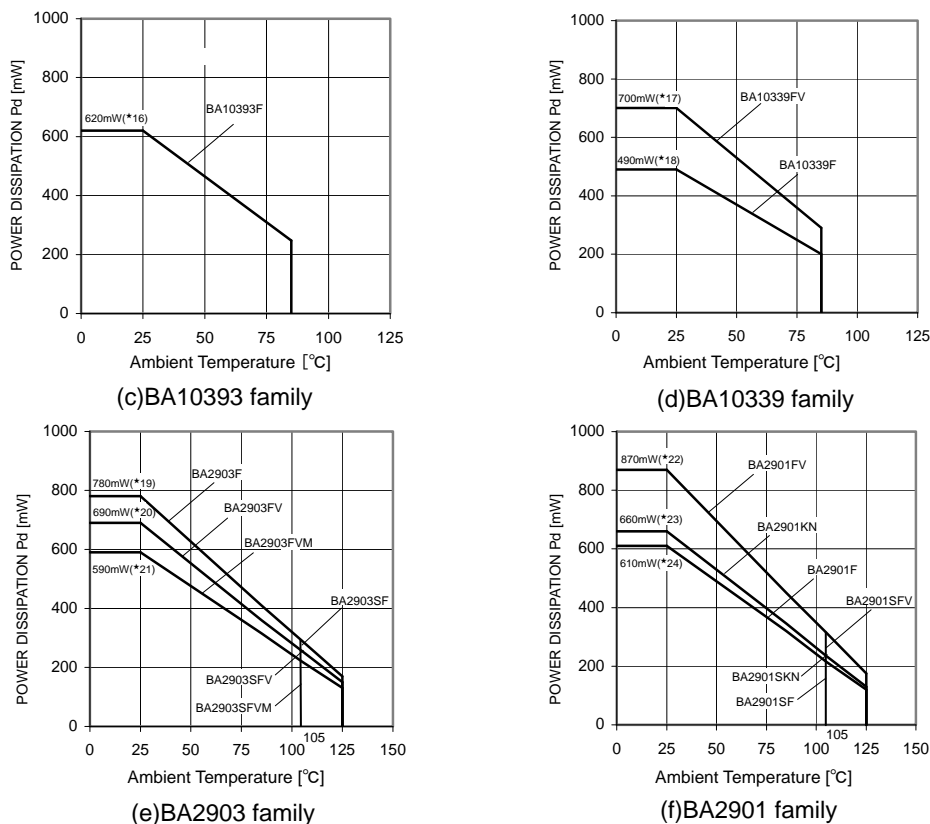 1000
800
600
400
200
0
POWER DISSIPATION Pd [mW]
620mW(★16)
BA10393F
0 25 50 75 100 125
Ambient Temperature [℃]
(c)BA10393 family
1000
800
600
400
200
0
POWER DISSIPATION Pd [mW]
700mW(★17)
490mW(★18)
BA10339FV
BA10339F
0 25 50 75 100 125
Ambient Temperature [℃]
(d)BA10339 family
1000
800
600
400
200
0
POWER DISSIPATION Pd [mW]
780mW(★19)
690mW(★20)
590mW(★21)
BA2903F
BA2903FV
BA2903FVM
BA2903SF
BA2903SFV
BA2903SFVM
105
0 25 50 75 100 125 150
Ambient Temperature [℃]
(e)BA2903 family
1000
800
600
400
200
0
POWER DISSIPATION Pd [mW]
870mW(★22)
660mW(★23)
610mW(★24)
BA2901FV
BA2901KN
BA2901F
BA2901SFV
BA2901SKN
BA2901SF
105
0 25 50 75 100 125 150
Ambient Temperature [℃]
(f)BA2901 family